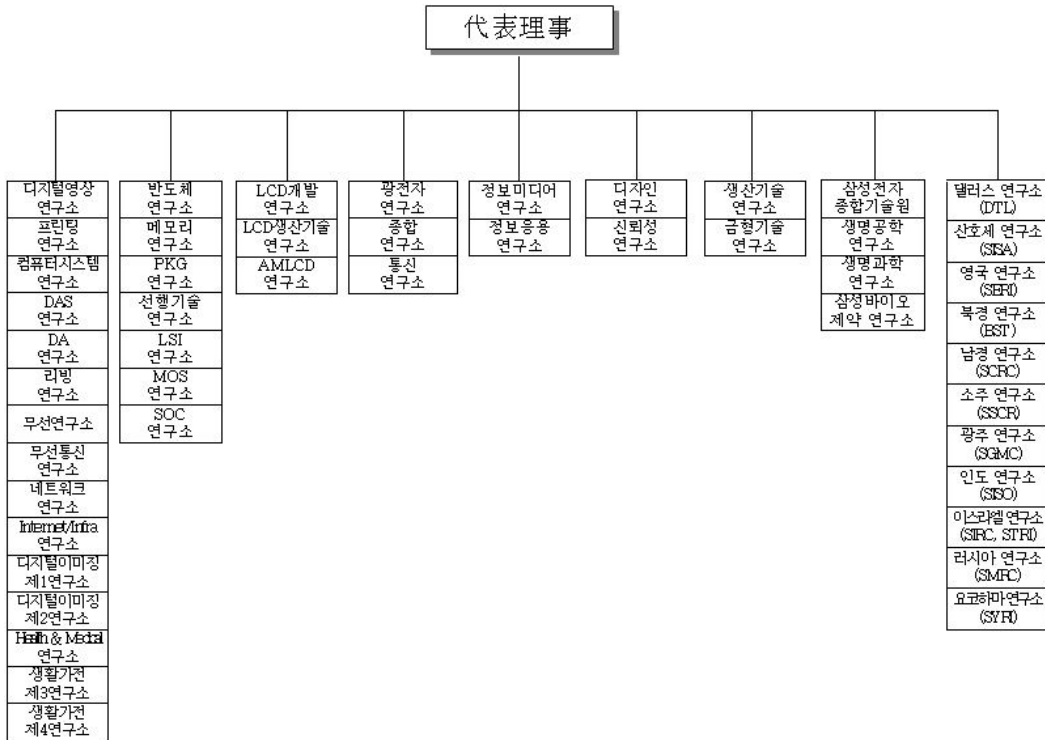 代表理事
디지털영상
연구소
프린팅
연구소
컴퓨터시스템
연구소
DAS
연구소
DA
연구소
리빙
연구소
무선연구소
무선통신
연구소
네트워크
연구소
Internet/Infra
연구소
디지털이미징
제1연구소
디지털이미징
제2연구소
Health & Medical
연구소
생활가전
제3연구소
생활가전
제4연구소
반도체
연구소
메모리
연구소
PKG
연구소
선행기술
연구소
LSI
연구소
MOS
연구소
SOC
연구소
LCD개발
연구소
LCD생산기술
연구소
AMLCD
연구소
광전자
연구소
종합
연구소
통신
연구소
정보미디어
연구소
정보응용
연구소
디자인
연구소
신뢰성
연구소
생산기술
연구소
금형기술
연구소
삼성전자
종합기술원
생명공학
연구소
생명과학
연구소
삼성바이오
제약 연구소
댈러스 연구소
(DTL)
산호세 연구소
(SISA)
영국 연구소
(SERI)
북경 연구소
(BST)
남경 연구소
(SCRC)
소주 연구소
(SSCR)
광주 연구소
(SGMC)
인도 연구소
(SISO)
이스라엘 연구소
(SIRC, STRI)
러시아 연구소
(SMRC)
요코하마연구소
(SYRI)